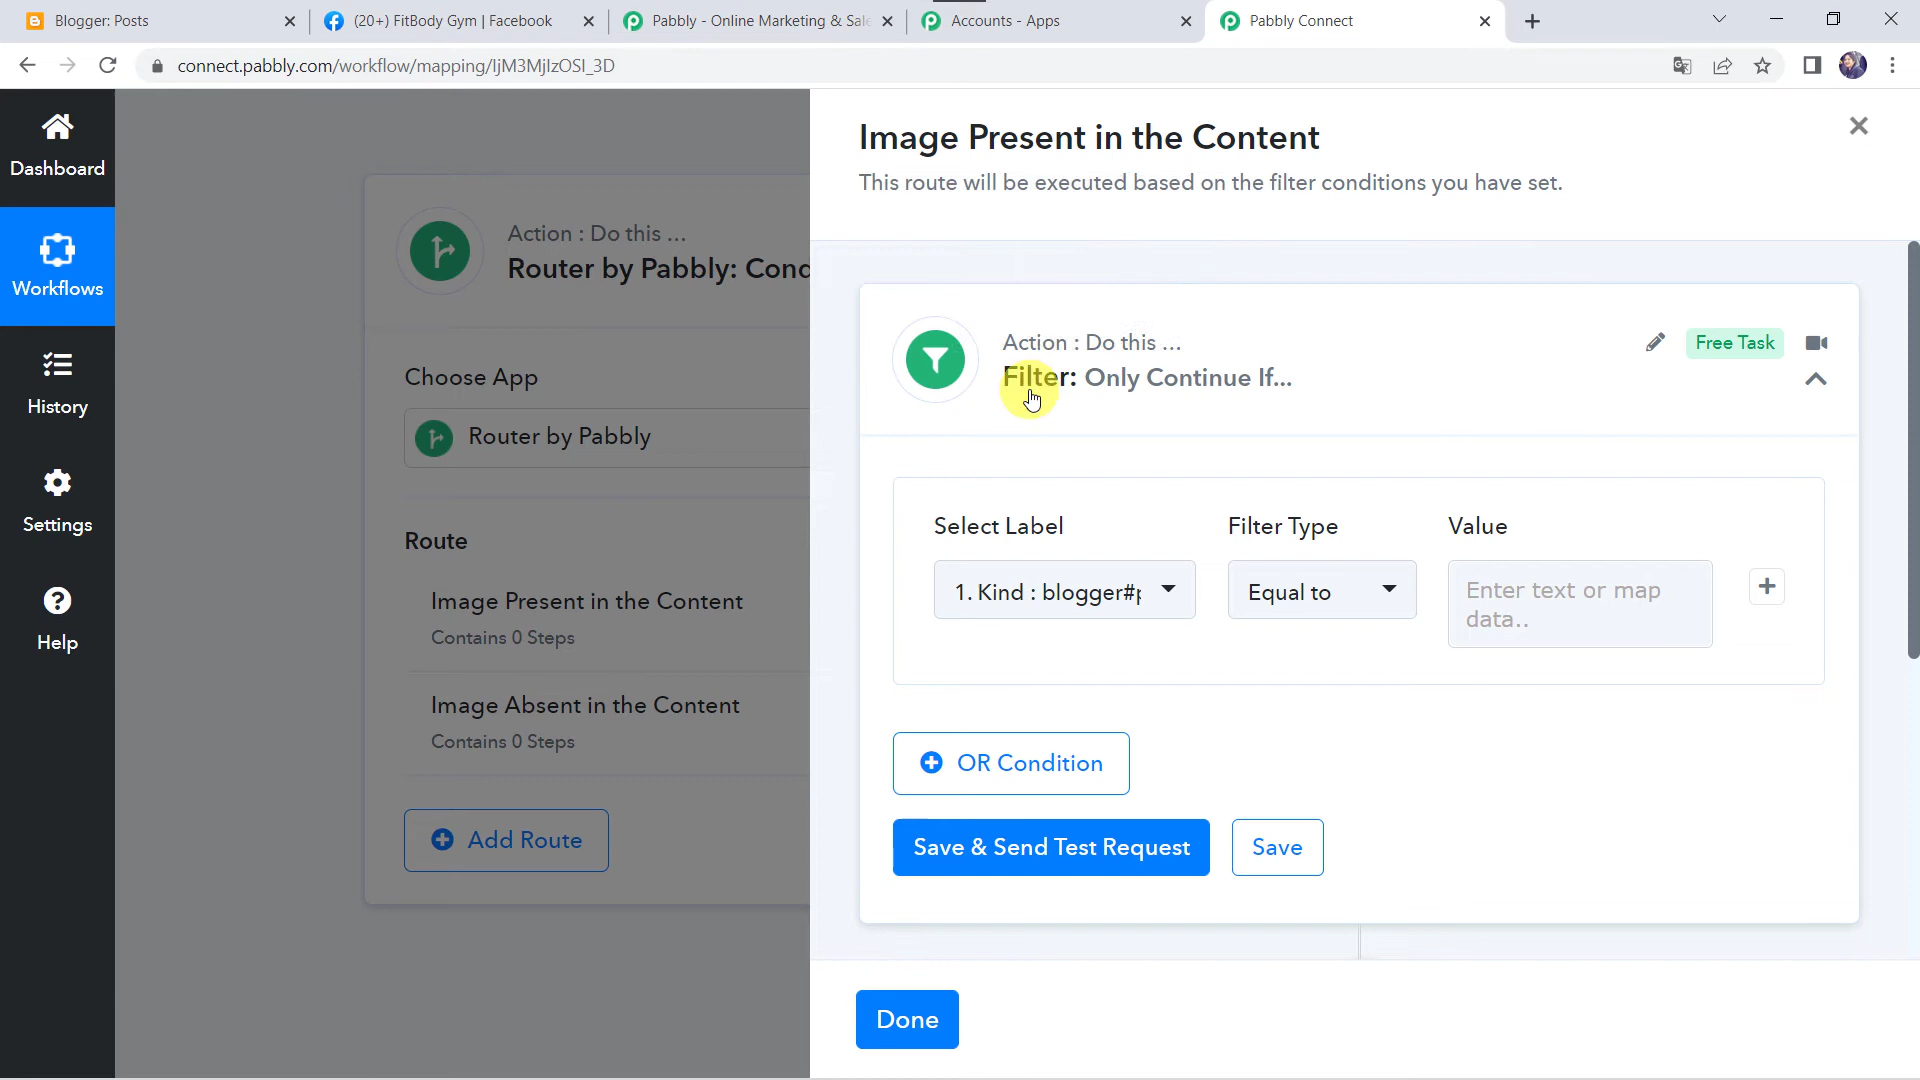 Blogger: Posts
(20+) FitBody Gym | Facebook
Pabbly - Online Marketing & Sale
Accounts - Apps
Pabbly Connect
connect.pabbly.com/workflow/mapping/IjM3MjIzOSI_3D
Dashboard
Workflows
History
Settings
Help
Action : Do this ...
Router by Pabbly: Cond
Choose App
Router by Pabbly
Route
Image Present in the Content
Contains 0 Steps
Image Absent in the Content
Contains 0 Steps
Add Route
Image Present in the Content
This route will be executed based on the filter conditions you have set.
Action : Do this ...
Filter: Only Continue If...
Free Task
Select Label
Filter Type
Value
1. Kind : blogger#p
Equal to
Enter text or map
data..
OR Condition
Save & Send Test Request
Save
Done